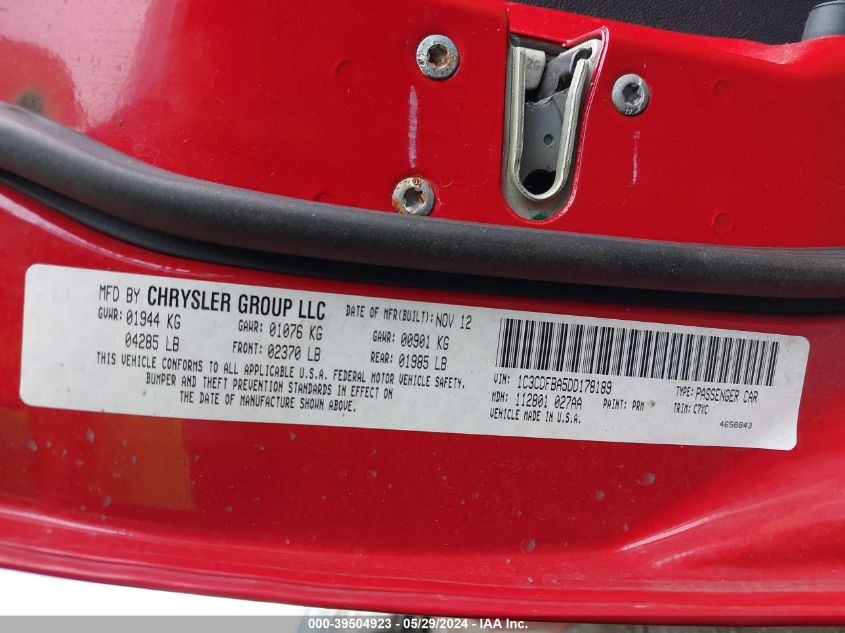 MFD BY CHRYSLER GROUP LLC DATE OF MFR(BUILT): NOV 12
GVWR: 01944 KG GAWR: 01076 KG GAWR: 00901 KG
04285 LB FRONT: 02370 LB REAR: 01985 LB
THIS VEHICLE CONFORMS TO ALL APPLICABLE U.S.A. FEDERAL MOTOR VEHICLE SAFETY,
BUMPER AND THEFT PREVENTION STANDARDS IN EFFECT ON
THE DATE OF MANUFACTURE SHOWN ABOVE.
VIN: 1C3CDFBA5DD178189 TYPE: PASSENGER CAR
MDH: 112801 027AA PAINT: PRM TRIM: C7XC
VEHICLE MADE IN U.S.A. 4658843
000-39504923 - 05/29/2024 - IAA Inc.